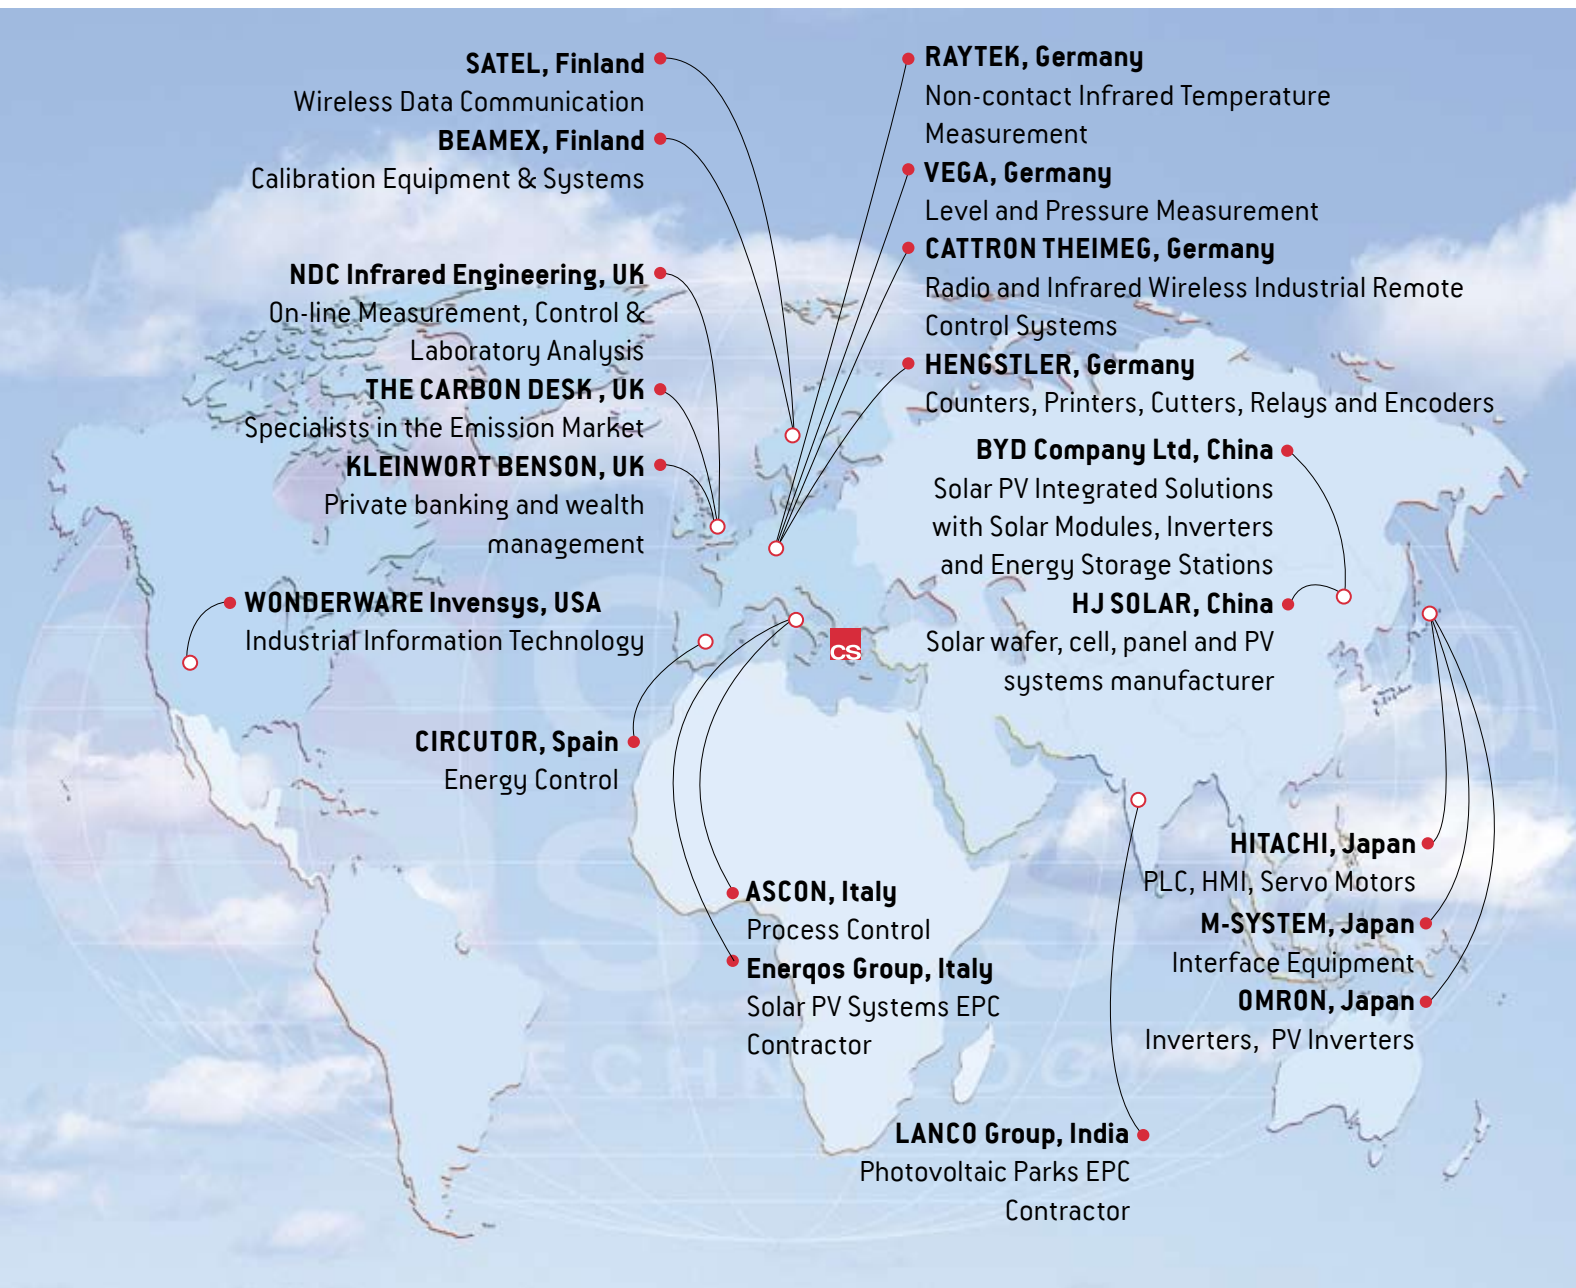 SATEL, Finland
Wireless Data Communication
BEAMEX, Finland
Calibration Equipment & Systems
NDC Infrared Engineering, UK
On-line Measurement, Control &
Laboratory Analysis
THE CARBON DESK , UK
Specialists in the Emission Market
KLEINWORT BENSON, UK
Private banking and wealth
management
WONDERWARE Invensys, USA
Industrial Information Technology
CIRCUTOR, Spain
Energy Control
RAYTEK, Germany
Non-contact Infrared Temperature
Measurement
VEGA, Germany
Level and Pressure Measurement
CATTRON THEIMEG, Germany
Radio and Infrared Wireless Industrial Remote
Control Systems
HENGSTLER, Germany
Counters, Printers, Cutters, Relays and Encoders
BYD Company Ltd, China
Solar PV Integrated Solutions
with Solar Modules, Inverters
and Energy Storage Stations
HJ SOLAR, China
Solar wafer, cell, panel and PV
systems manufacturer
CS
ASCON, Italy
Process Control
Enerqos Group, Italy
Solar PV Systems EPC
Contractor
HITACHI, Japan
PLC, HMI, Servo Motors
M-SYSTEM, Japan
Interface Equipment
OMRON, Japan
Inverters, PV Inverters
LANCO Group, India
Photovoltaic Parks EPC
Contractor